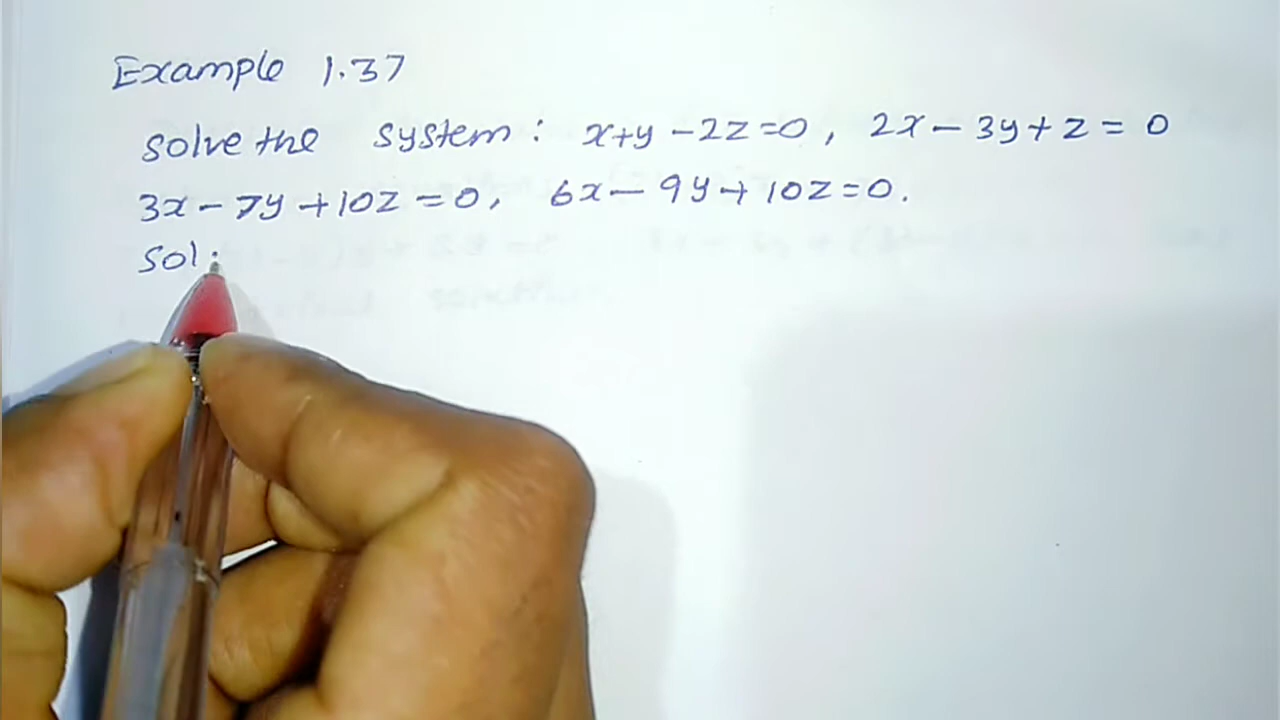 Example 1.37
solve the system: x+y-2z=0, 2x-3y+z=0
3x-7y+10z=0, 6x-9y+10z=0.
sol: